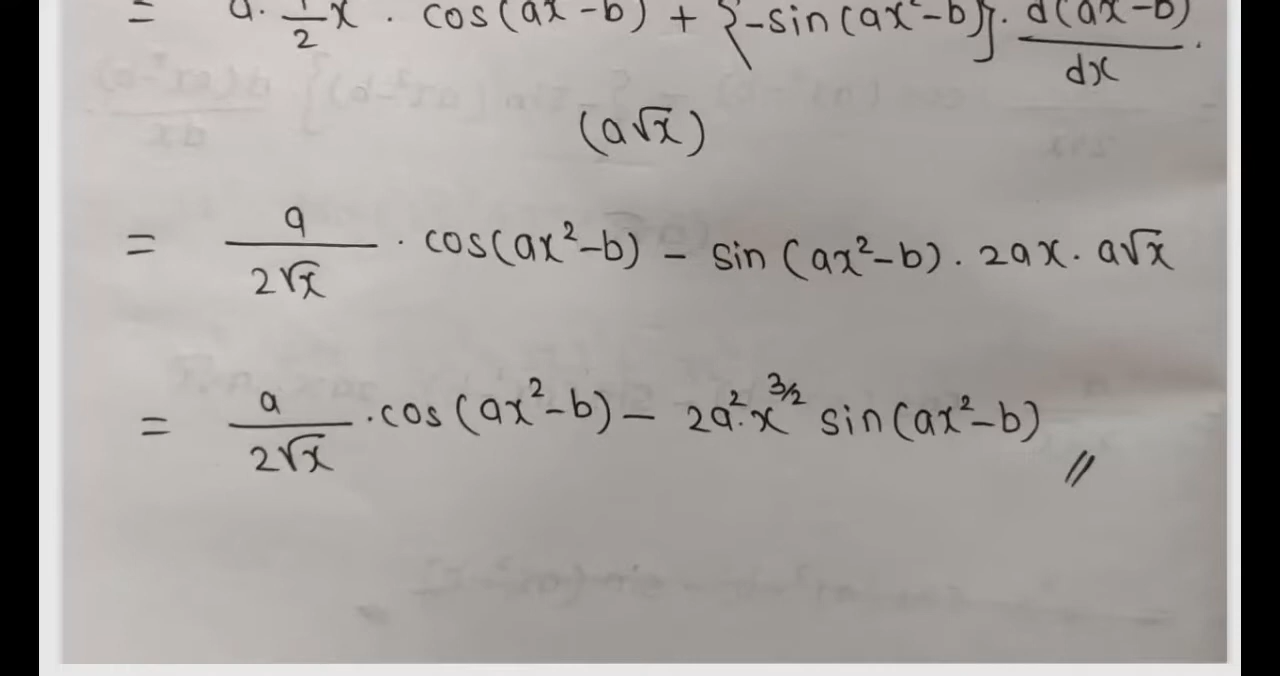 = a. 1/2 x . cos(ax²-b) + {-sin(ax²-b)}. d(ax²-b)/dx .
(a√x)
= a/2√x . cos(ax²-b) - sin(ax²-b). 2ax. a√x
= a/2√x .cos(ax²-b) - 2a².x^3/2 sin(ax²-b) //